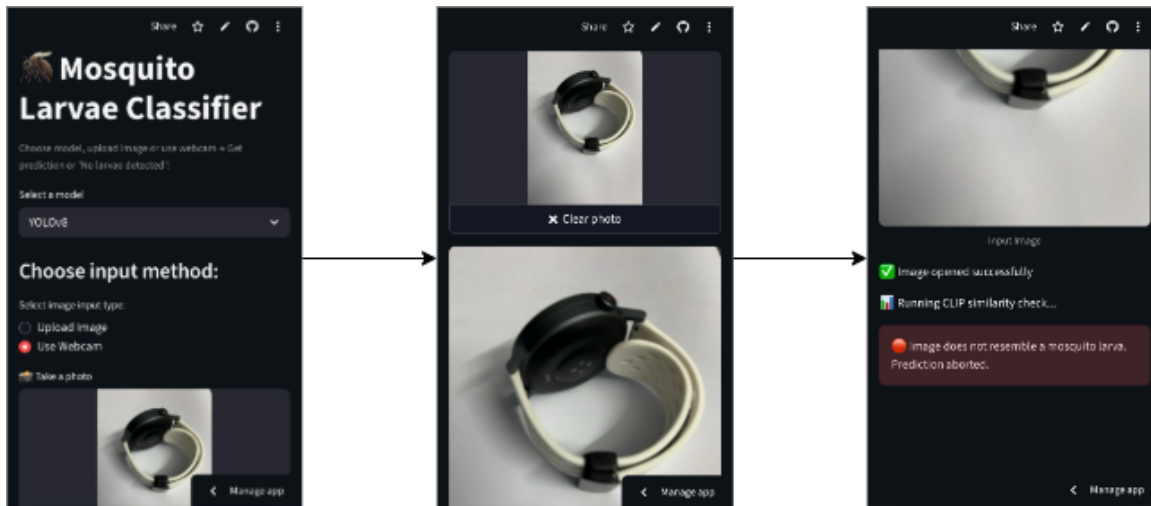 Share
Mosquito
Larvae Classifier
Choose model, upload image or use webcam → Get
prediction or 'No larvae detected'!
Select a model
YOLOv8
Choose input method:
Select image input type:
Upload Image
Use Webcam
Take a photo
Manage app
Share
Clear photo
Manage app
Share
Input Image
Image opened successfully
Running CLIP similarity check...
Image does not resemble a mosquito larva.
Prediction aborted.
Manage app